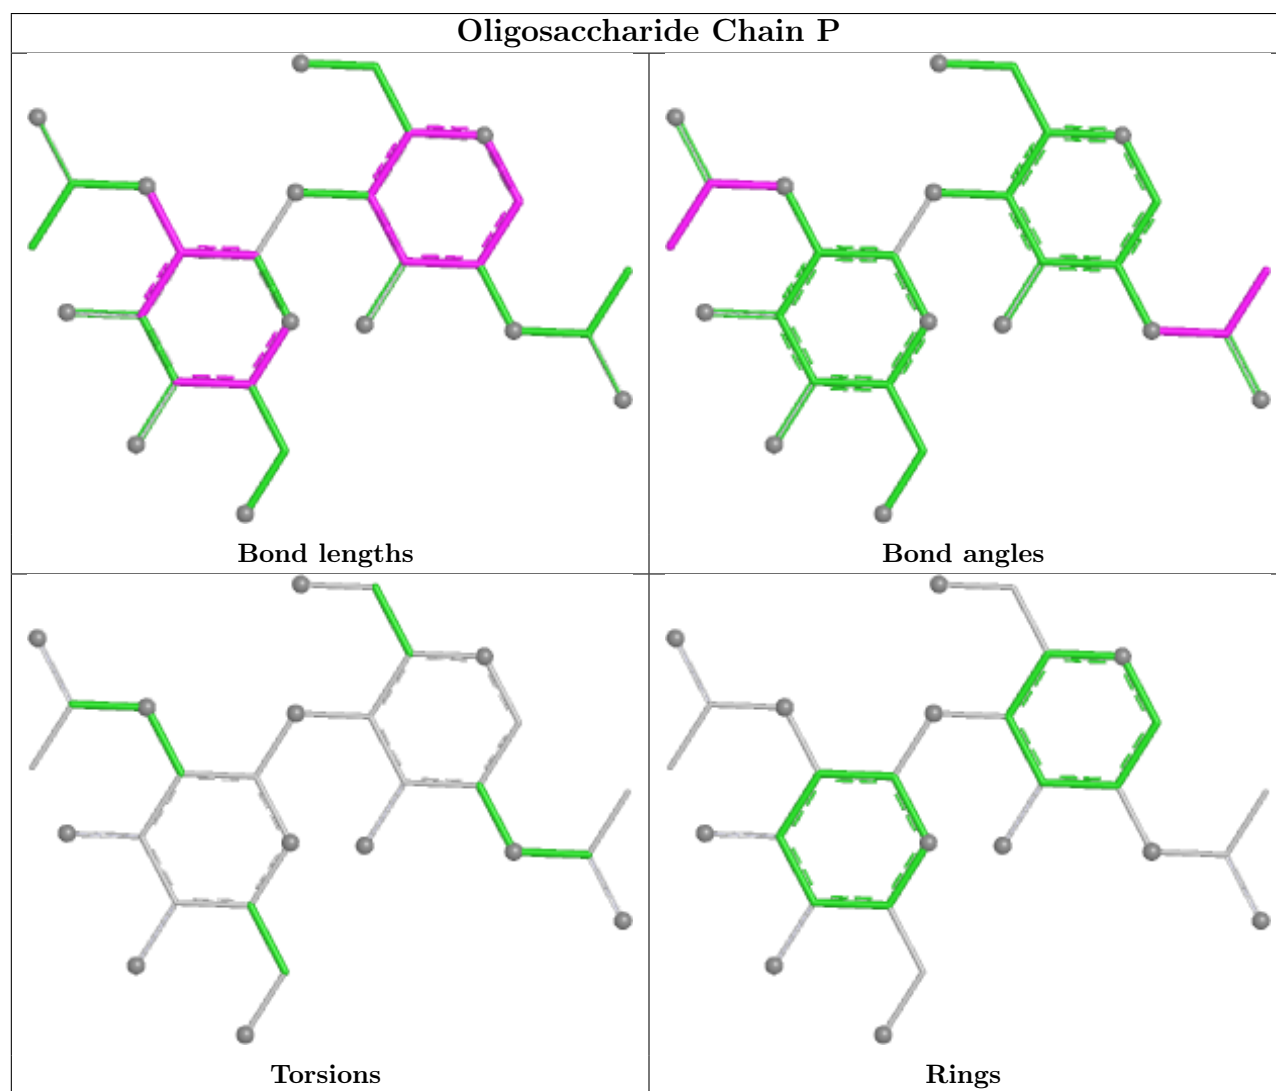 Oligosaccharide Chain P
Bond lengths
Bond angles
Torsions
Rings